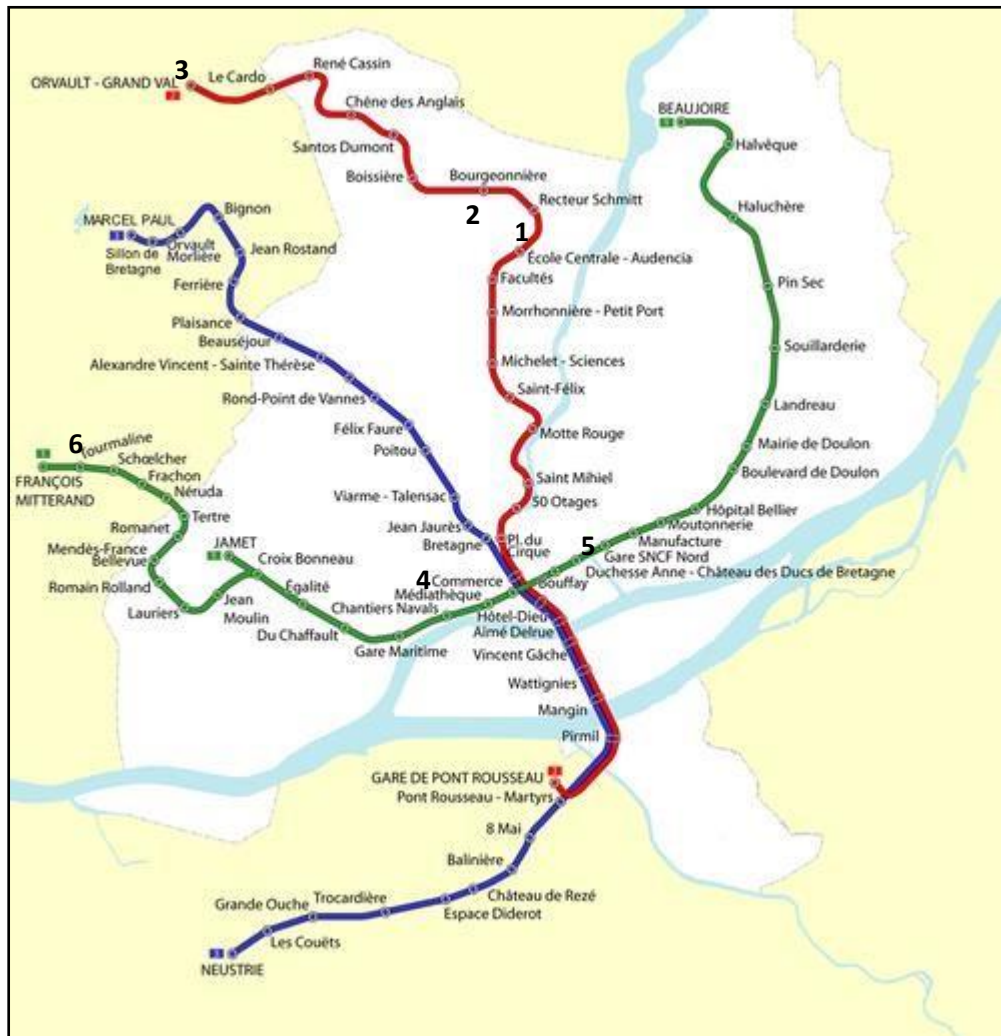 3
René Cassin
Le Cardo
ORVAULT - GRAND VAL
2
Chêne des Anglais
BEAUJOIRE
1
Santos Dumont
Halvêque
Boissière
Bourgeonnière
Recteur Schmitt
2
Haluchère
MARCEL PAUL
Bignon
1
3
Orvault
Morlière
Sillon de
Bretagne
Jean Rostand
École Centrale - Audencia
Ferrière
Facultés
Pin Sec
Morrhonnière - Petit Port
Plaisance
Beauséjour
Souillarderie
Alexandre Vincent - Sainte Thérèse
Michelet - Sciences
Rond-Point de Vannes
Saint-Félix
Landreau
Félix Faure
Motte Rouge
6
Tourmaline
Poitou
Mairie de Doulon
1
Schœlcher
Boulevard de Doulon
FRANÇOIS
MITTERAND
Frachon
Saint Mihiel
Néruda
Viarme - Talensac
50 Otages
Tertre
Hôpital Bellier
Romanet
Jean Jaurès
Moutonnerie
Mendès-France
JAMET
Bretagne
Pl. du
Cirque
Manufacture
5
Bellevue
1
Croix Bonneau
Gare SNCF Nord
Romain Rolland
4
Commerce
Bouffay
Duchesse Anne - Château des Ducs de Bretagne
Égalité
Médiathèque
Lauriers
Jean
Moulin
Chantiers Navals
Hôtel-Dieu
Du Chaffault
Aimé Delrue
Gare Maritime
Vincent Gâche
Wattignies
Mangin
Pirmil
2
GARE DE PONT ROUSSEAU
Pont Rousseau - Martyrs
8 Mai
Balinière
Château de Rezé
Trocardière
Grande Ouche
Espace Diderot
Les Couëts
3
NEUSTRIE